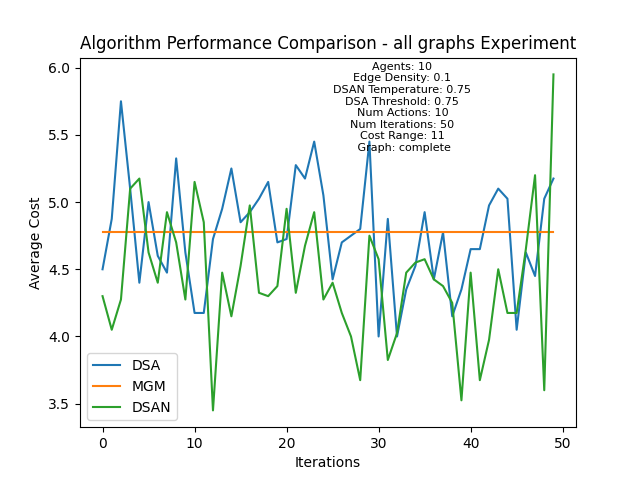 Algorithm Performance Comparison - all graphs Experiment
Agents: 10
Edge Density: 0.1
DSAN Temperature: 0.75
DSA Threshold: 0.75
Num Actions: 10
Num Iterations: 50
Cost Range: 11
Graph: complete
6.0
5.5
5.0
4.5
4.0
3.5
Average Cost
DSA
MGM
DSAN
0 10 20 30 40 50
Iterations